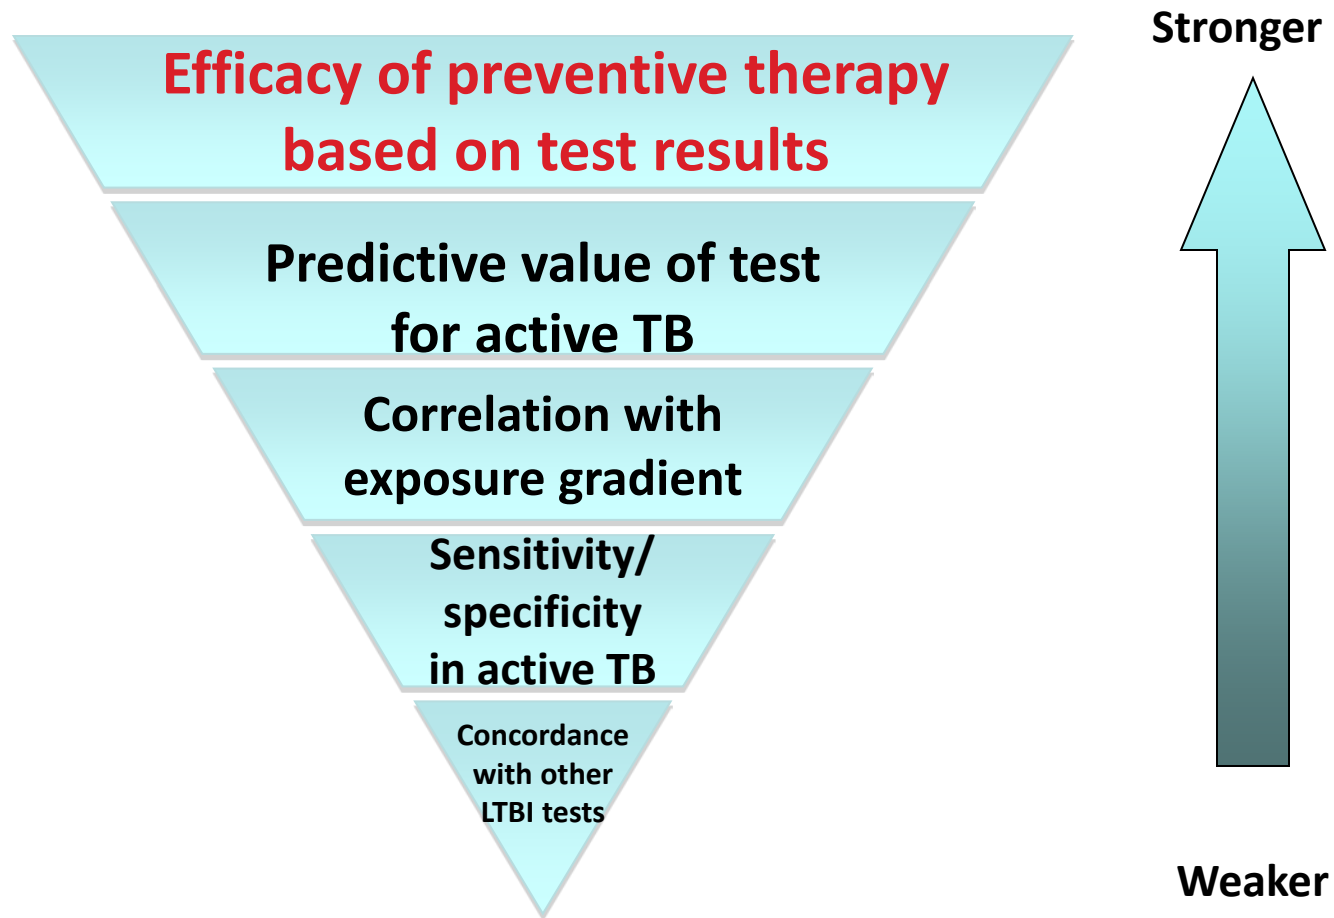 Stronger
Efficacy of preventive therapy
based on test results
Predictive value of test
for active TB
Correlation with
exposure gradient
Sensitivity/
specificity
in active TB
Concordance
with other
LTBI tests
Weaker